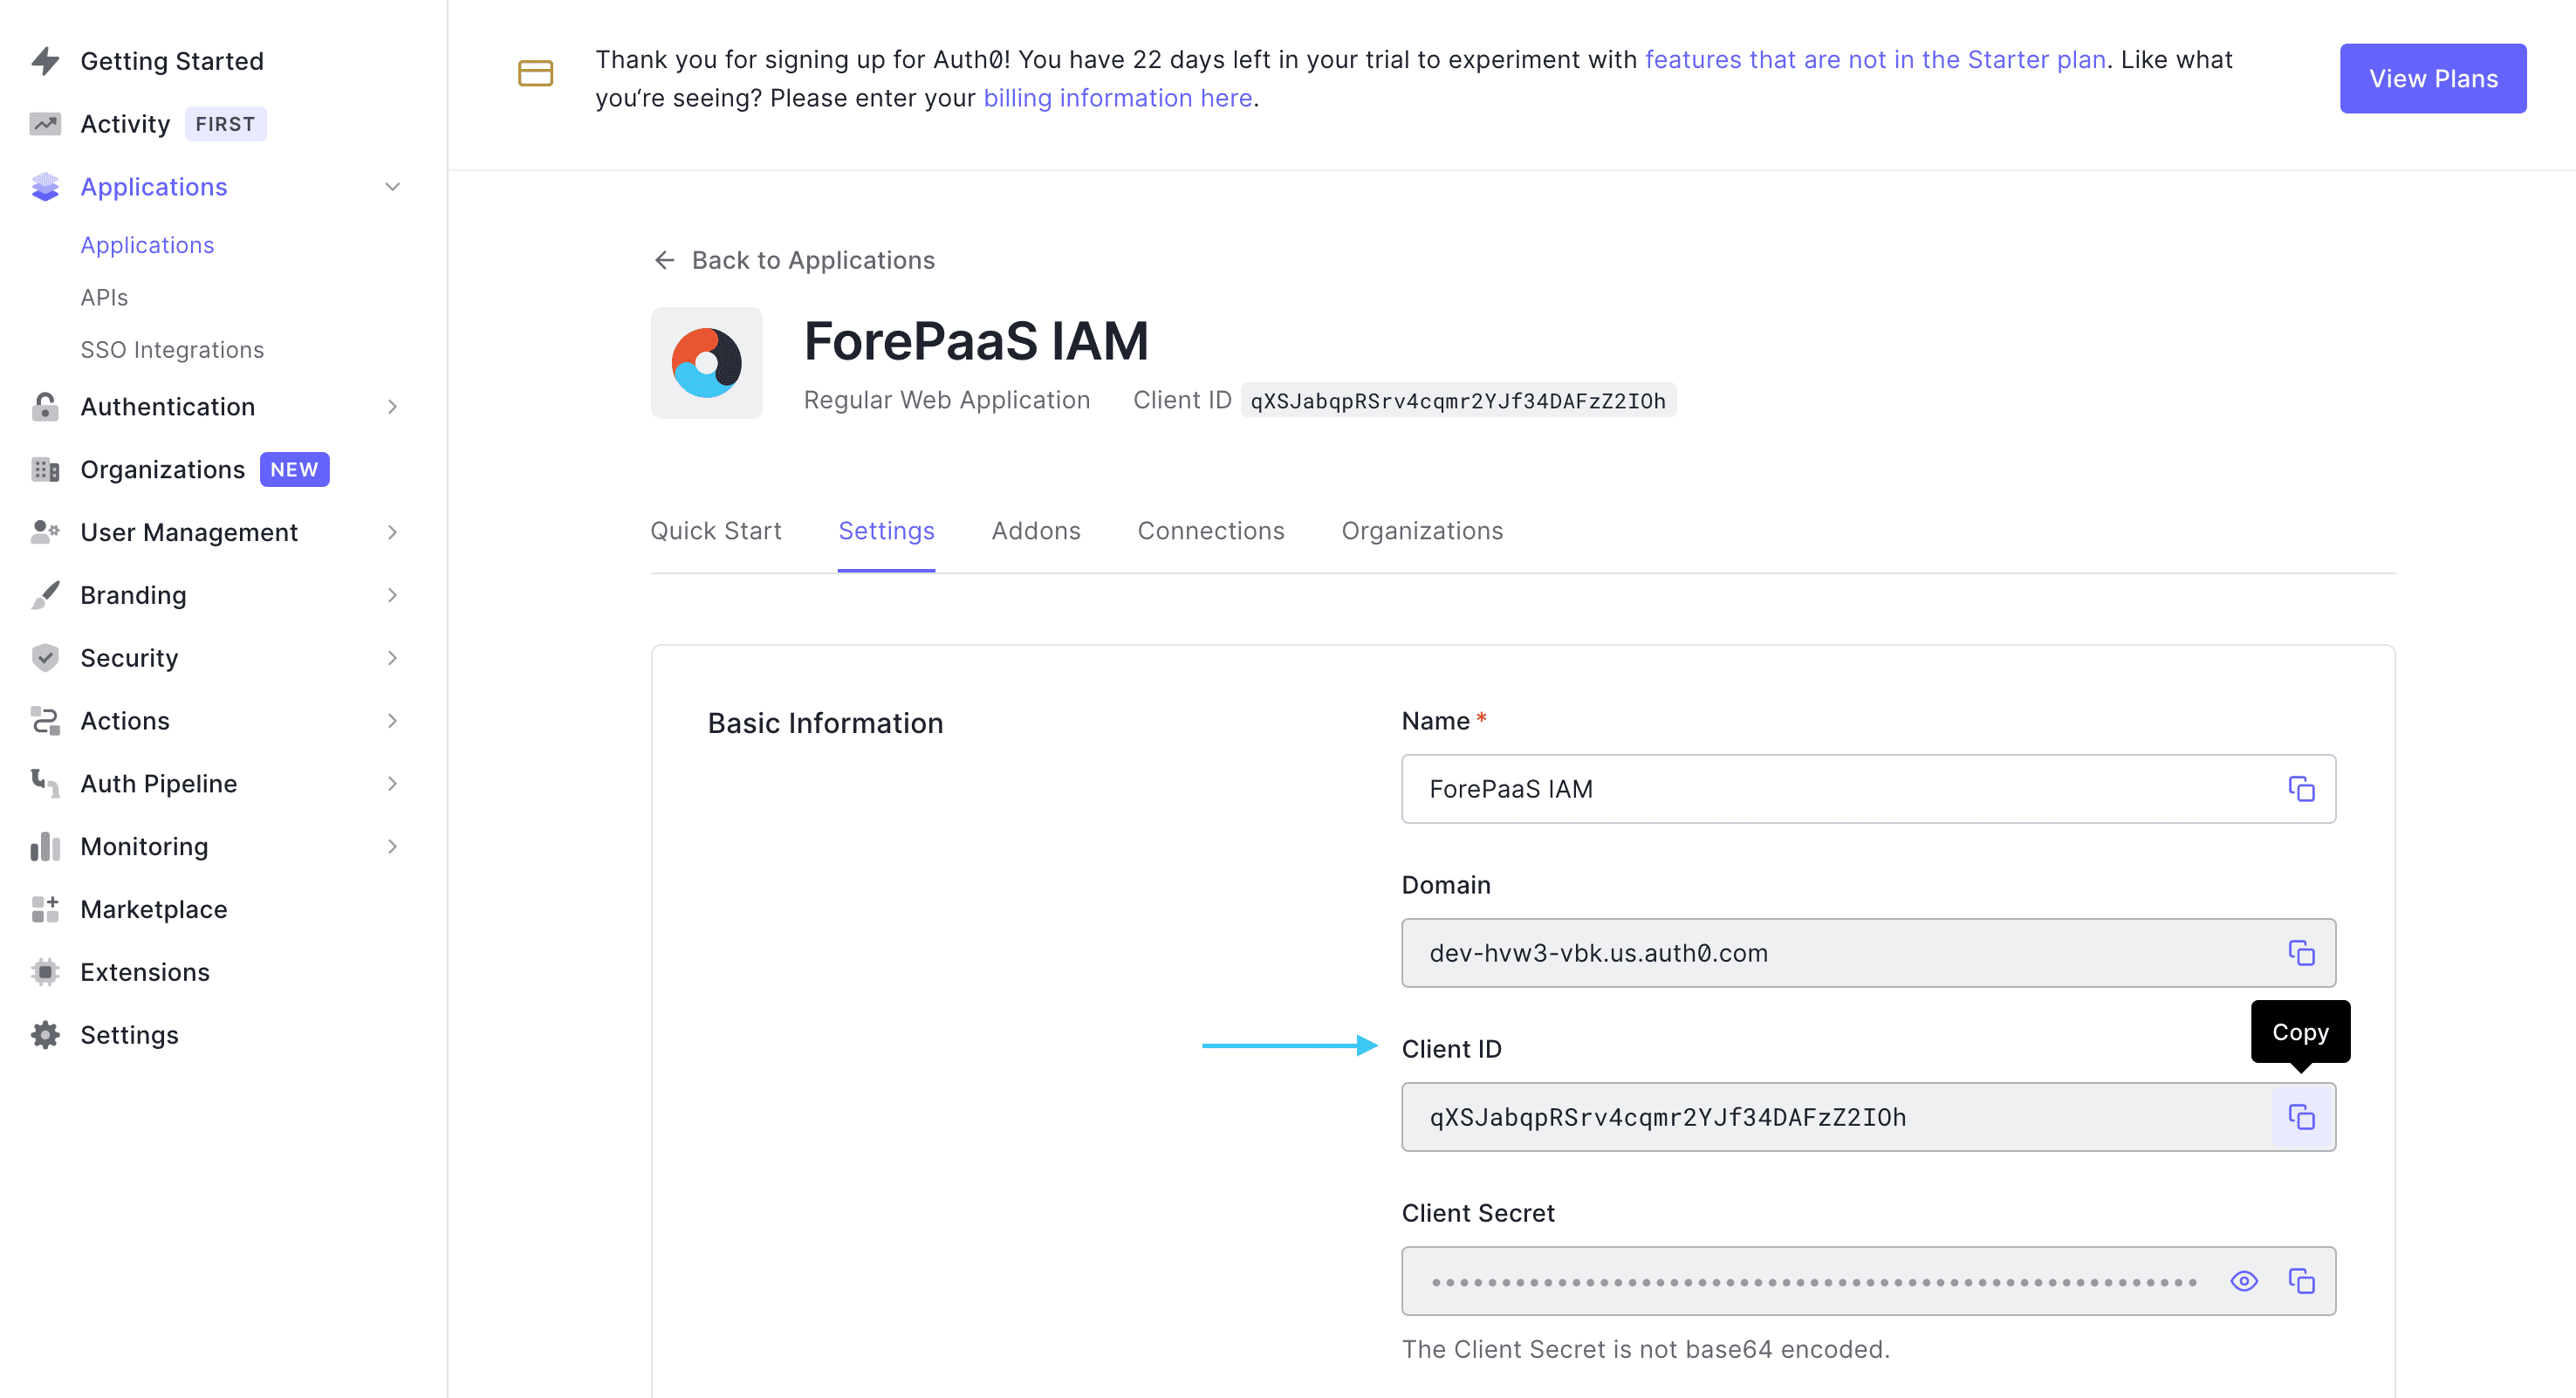 Getting Started
Activity FIRST
Applications
Applications
APIs
SSO Integrations
Authentication
Organizations NEW
User Management
Branding
Security
Actions
Auth Pipeline
Monitoring
Marketplace
Extensions
Settings
Thank you for signing up for Auth0! You have 22 days left in your trial to experiment with features that are not in the Starter plan. Like what
you‘re seeing? Please enter your billing information here.
View Plans
Back to Applications
ForePaaS IAM
Regular Web Application Client ID qXSJabqpRSrv4cqmr2YJf34DAFzZ2IOh
Quick Start Settings Addons Connections Organizations
Basic Information
Name *
ForePaaS IAM
Domain
dev-hvw3-vbk.us.auth0.com
Copy
Client ID
qXSJabqpRSrv4cqmr2YJf34DAFzZ2IOh
Client Secret
The Client Secret is not base64 encoded.